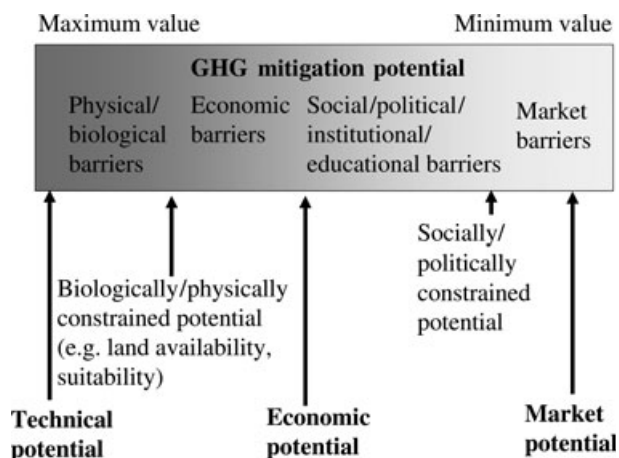 Maximum value
Minimum value
GHG mitigation potential
Physical/
biological
barriers
Economic
barriers
Social/political/
institutional/
educational barriers
Market
barriers
Biologically/physically
constrained potential
(e.g. land availability,
suitability)
Socially/
politically
constrained
potential
Technical
potential
Economic
potential
Market
potential